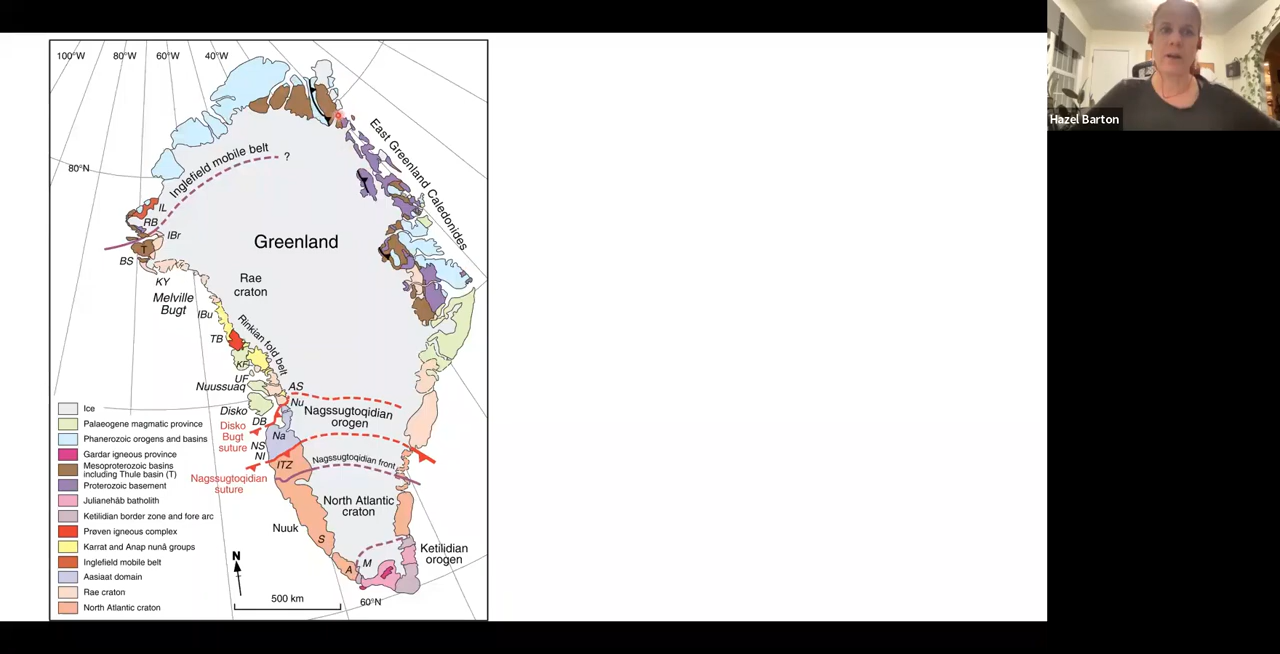 100°W
80°W
60°W
40°W
80°N
Inglefield mobile belt
?
East Greenland Caledonides
IL
RB
IBr
T
BS
KY
Greenland
Melville
Bugt
Rae
craton
IBu
TB
Rinkian fold belt
KF
UF
Nuussuaq
AS
Nu
Disko
DB
Nagssugtoqidian
orogen
Disko
Bugt
suture
Na
NS
NI
ITZ
Nagssugtoqidian front
Nagssugtoqidian
suture
North Atlantic
craton
Nuuk
S
A
M
Ketilidian
orogen
N
500 km
60°N
Ice
Palaeogene magmatic province
Phanerozoic orogens and basins
Gardar igneous province
Mesoproterozoic basins
including Thule basin (T)
Proterozoic basement
Julianehåb batholith
Ketilidian border zone and fore arc
Prøven igneous complex
Karrat and Anap nunâ groups
Inglefield mobile belt
Aasiaat domain
Rae craton
North Atlantic craton
Hazel Barton